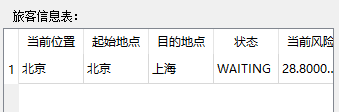 旅客信息表：
当前位置 起始地点 目的地点 状态 当前风险
1 北京 北京 上海 WAITING 28.8000...